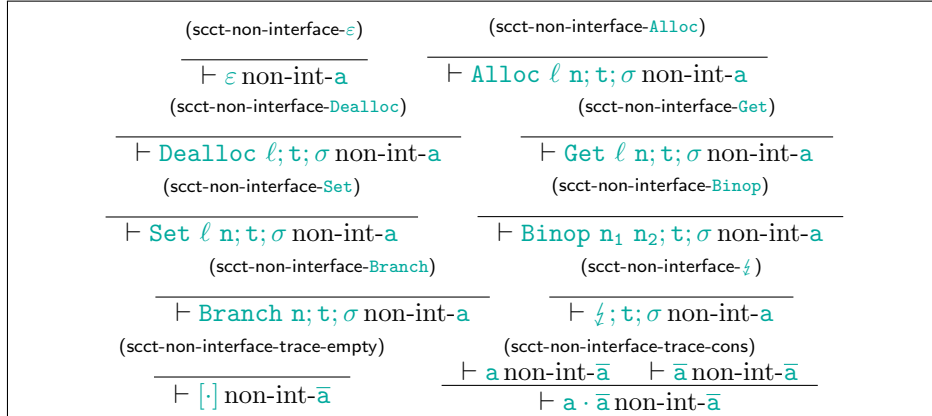 (scct-non-interface-ε) (scct-non-interface-Alloc)
⊢ ε non-int-a ⊢ Alloc ℓ n; t; σ non-int-a
(scct-non-interface-Dealloc) (scct-non-interface-Get)
⊢ Dealloc ℓ; t; σ non-int-a ⊢ Get ℓ n; t; σ non-int-a
(scct-non-interface-Set) (scct-non-interface-Binop)
⊢ Set ℓ n; t; σ non-int-a ⊢ Binop n₁ n₂; t; σ non-int-a
(scct-non-interface-Branch) (scct-non-interface-↯)
⊢ Branch n; t; σ non-int-a ⊢ ↯; t; σ non-int-a
(scct-non-interface-trace-empty) (scct-non-interface-trace-cons)
⊢ a non-int-a̅ ⊢ a̅ non-int-a̅
⊢ [·] non-int-a̅ ⊢ a · a̅ non-int-a̅